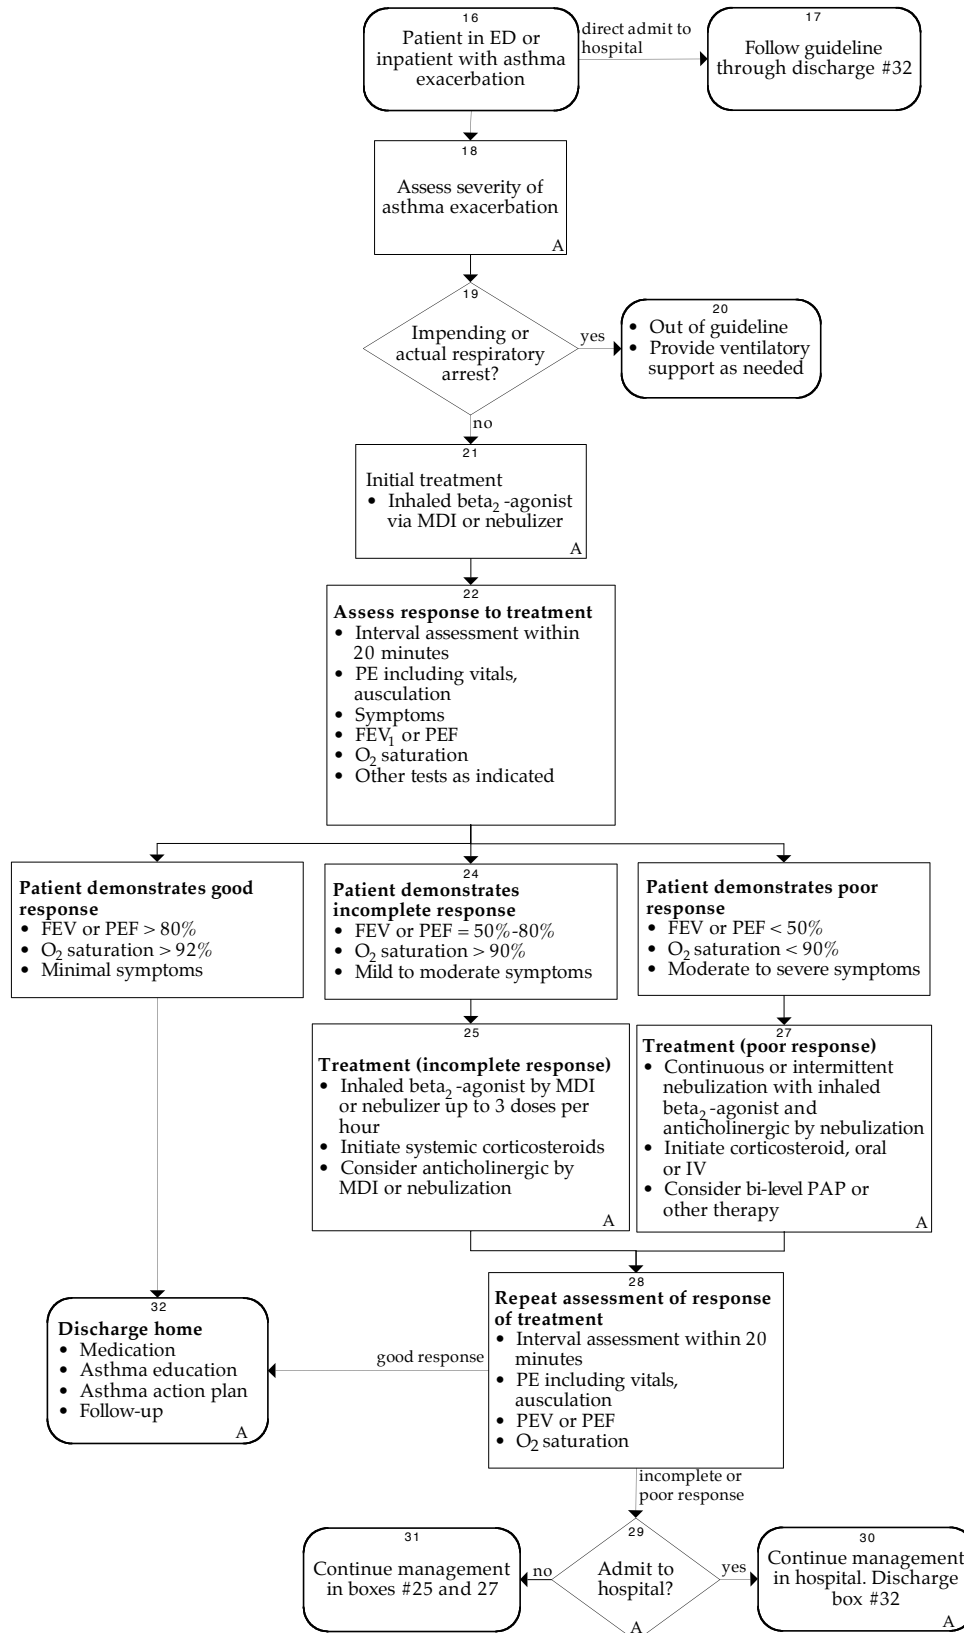 16
Patient in ED or
inpatient with asthma
exacerbation
direct admit to
hospital
17
Follow guideline
through discharge #32
18
Assess severity of
asthma exacerbation
A
19
Impending or
actual respiratory
arrest?
yes
20
• Out of guideline
• Provide ventilatory
support as needed
no
21
Initial treatment
• Inhaled beta2 -agonist
via MDI or nebulizer
A
22
Assess response to treatment
• Interval assessment within
20 minutes
• PE including vitals,
ausculation
• Symptoms
• FEV1 or PEF
• O2 saturation
• Other tests as indicated
Patient demonstrates good
response
• FEV or PEF > 80%
• O2 saturation > 92%
• Minimal symptoms
24
Patient demonstrates
incomplete response
• FEV or PEF = 50%-80%
• O2 saturation > 90%
• Mild to moderate symptoms
Patient demonstrates poor
response
• FEV or PEF < 50%
• O2 saturation < 90%
• Moderate to severe symptoms
25
Treatment (incomplete response)
• Inhaled beta2 -agonist by MDI
or nebulizer up to 3 doses per
hour
• Initiate systemic corticosteroids
• Consider anticholinergic by
MDI or nebulization
A
27
Treatment (poor response)
• Continuous or intermittent
nebulization with inhaled
beta2 -agonist and
anticholinergic by nebulization
• Initiate corticosteroid, oral
or IV
• Consider bi-level PAP or
other therapy
A
28
Repeat assessment of response
of treatment
• Interval assessment within 20
minutes
• PE including vitals,
ausculation
• PEV or PEF
• O2 saturation
good response
32
Discharge home
• Medication
• Asthma education
• Asthma action plan
• Follow-up
A
incomplete or
poor response
29
Admit to
hospital?
A
no
31
Continue management
in boxes #25 and 27
yes
30
Continue management
in hospital. Discharge
box #32
A